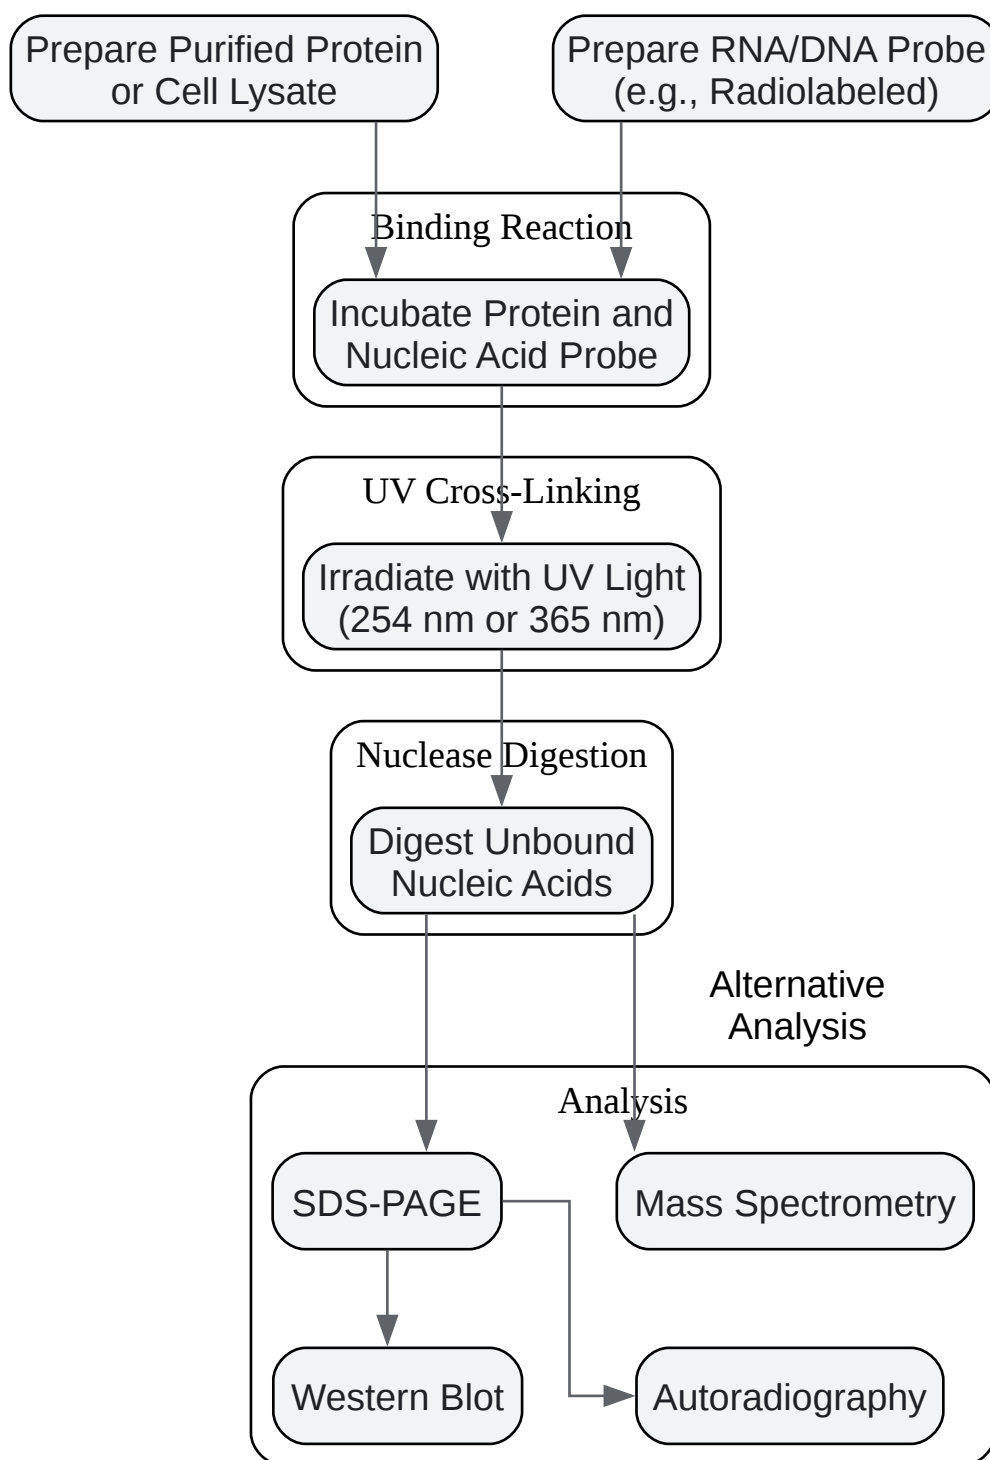 Prepare Purified Protein
or Cell Lysate
Prepare RNA/DNA Probe
(e.g., Radiolabeled)
Binding Reaction
Incubate Protein and
Nucleic Acid Probe
UV Cross-Linking
Irradiate with UV Light
(254 nm or 365 nm)
Nuclease Digestion
Digest Unbound
Nucleic Acids
Alternative
Analysis
Analysis
SDS-PAGE
Mass Spectrometry
Western Blot
Autoradiography